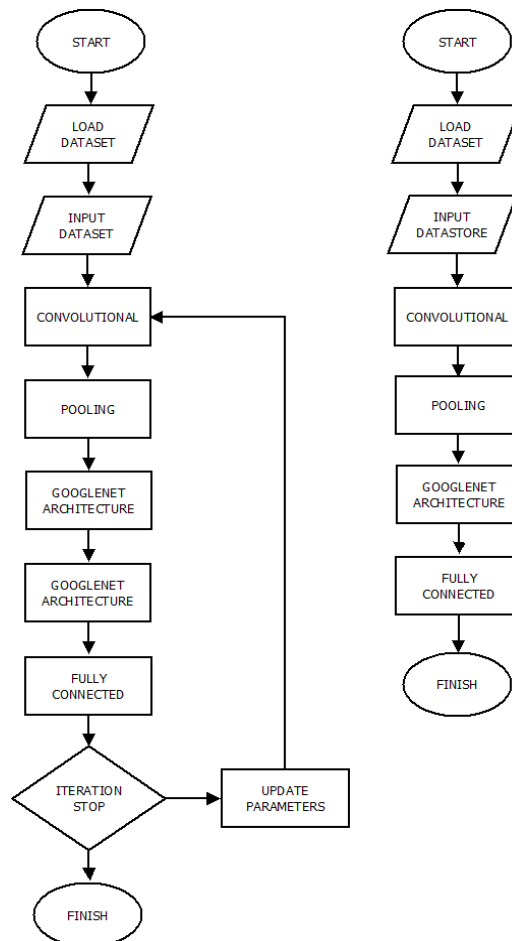 START
LOAD
DATASET
INPUT
DATASET
CONVOLUTIONAL
POOLING
GOOGLENET
ARCHITECTURE
GOOGLENET
ARCHITECTURE
FULLY
CONNECTED
ITERATION
STOP
UPDATE
PARAMETERS
FINISH
START
LOAD
DATASET
INPUT
DATASTORE
CONVOLUTIONAL
POOLING
GOOGLENET
ARCHITECTURE
FULLY
CONNECTED
FINISH